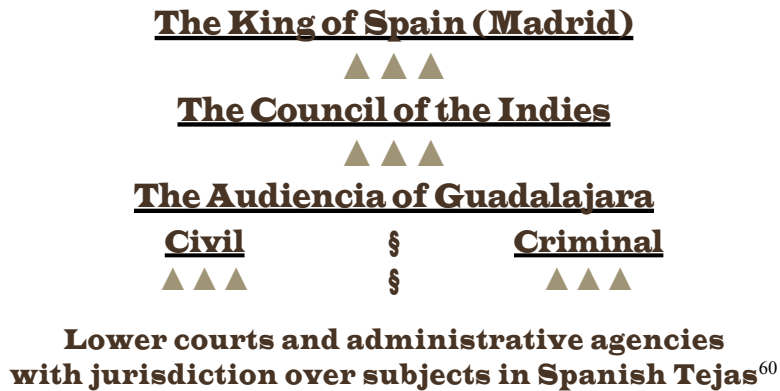 The King of Spain (Madrid)
▲ ▲ ▲
The Council of the Indies
▲ ▲ ▲
The Audiencia of Guadalajara
Civil § Criminal
▲ ▲ ▲ § ▲ ▲ ▲
Lower courts and administrative agencies
with jurisdiction over subjects in Spanish Tejas60